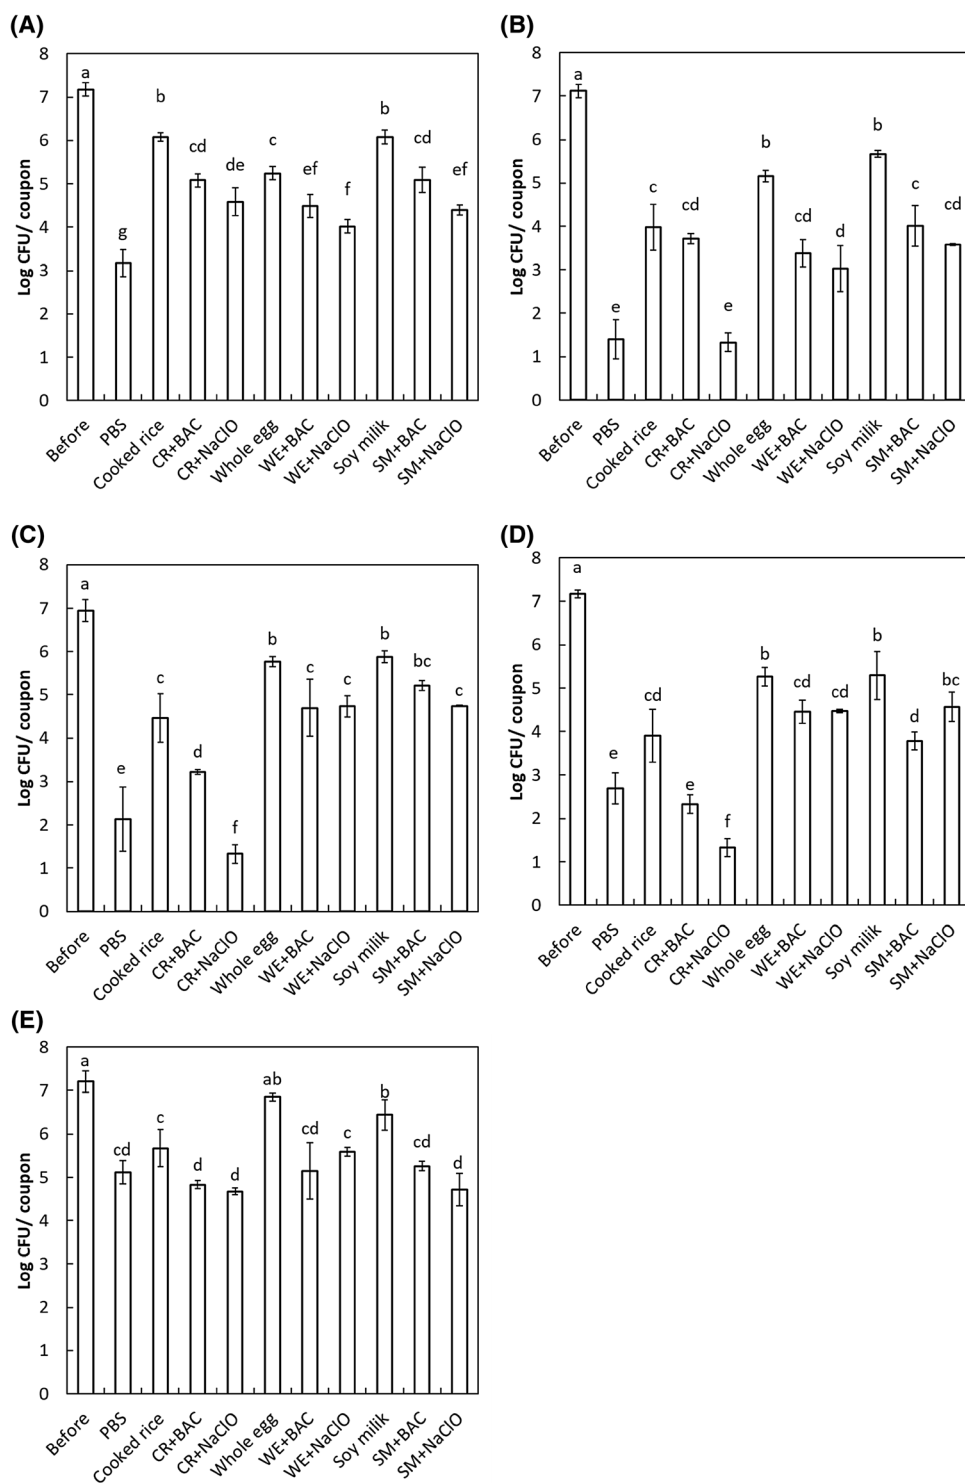 (A)
8
7
6
5
4
3
2
1
0
Log CFU/ coupon
a
g
b
cd
de
c
ef
f
b
cd
ef
Before
PBS
Cooked rice
CR+BAC
CR+NaClO
Whole egg
WE+BAC
WE+NaClO
Soy milik
SM+BAC
SM+NaClO
(B)
8
7
6
5
4
3
2
1
0
Log CFU/ coupon
a
e
c
cd
e
b
cd
d
b
c
cd
Before
PBS
Cooked rice
CR+BAC
CR+NaClO
Whole egg
WE+BAC
WE+NaClO
Soy milik
SM+BAC
SM+NaClO
(C)
8
7
6
5
4
3
2
1
0
Log CFU/ coupon
a
e
c
d
f
b
c
c
b
bc
c
Before
PBS
Cooked rice
CR+BAC
CR+NaClO
Whole egg
WE+BAC
WE+NaClO
Soy milik
SM+BAC
SM+NaClO
(D)
8
7
6
5
4
3
2
1
0
Log CFU/ coupon
a
e
cd
e
f
b
cd
cd
b
d
bc
Before
PBS
Cooked rice
CR+BAC
CR+NaClO
Whole egg
WE+BAC
WE+NaClO
Soy milik
SM+BAC
SM+NaClO
(E)
8
7
6
5
4
3
2
1
0
Log CFU/ coupon
a
cd
c
d
d
ab
cd
c
b
cd
d
Before
PBS
Cooked rice
CR+BAC
CR+NaClO
Whole egg
WE+BAC
WE+NaClO
Soy milik
SM+BAC
SM+NaClO